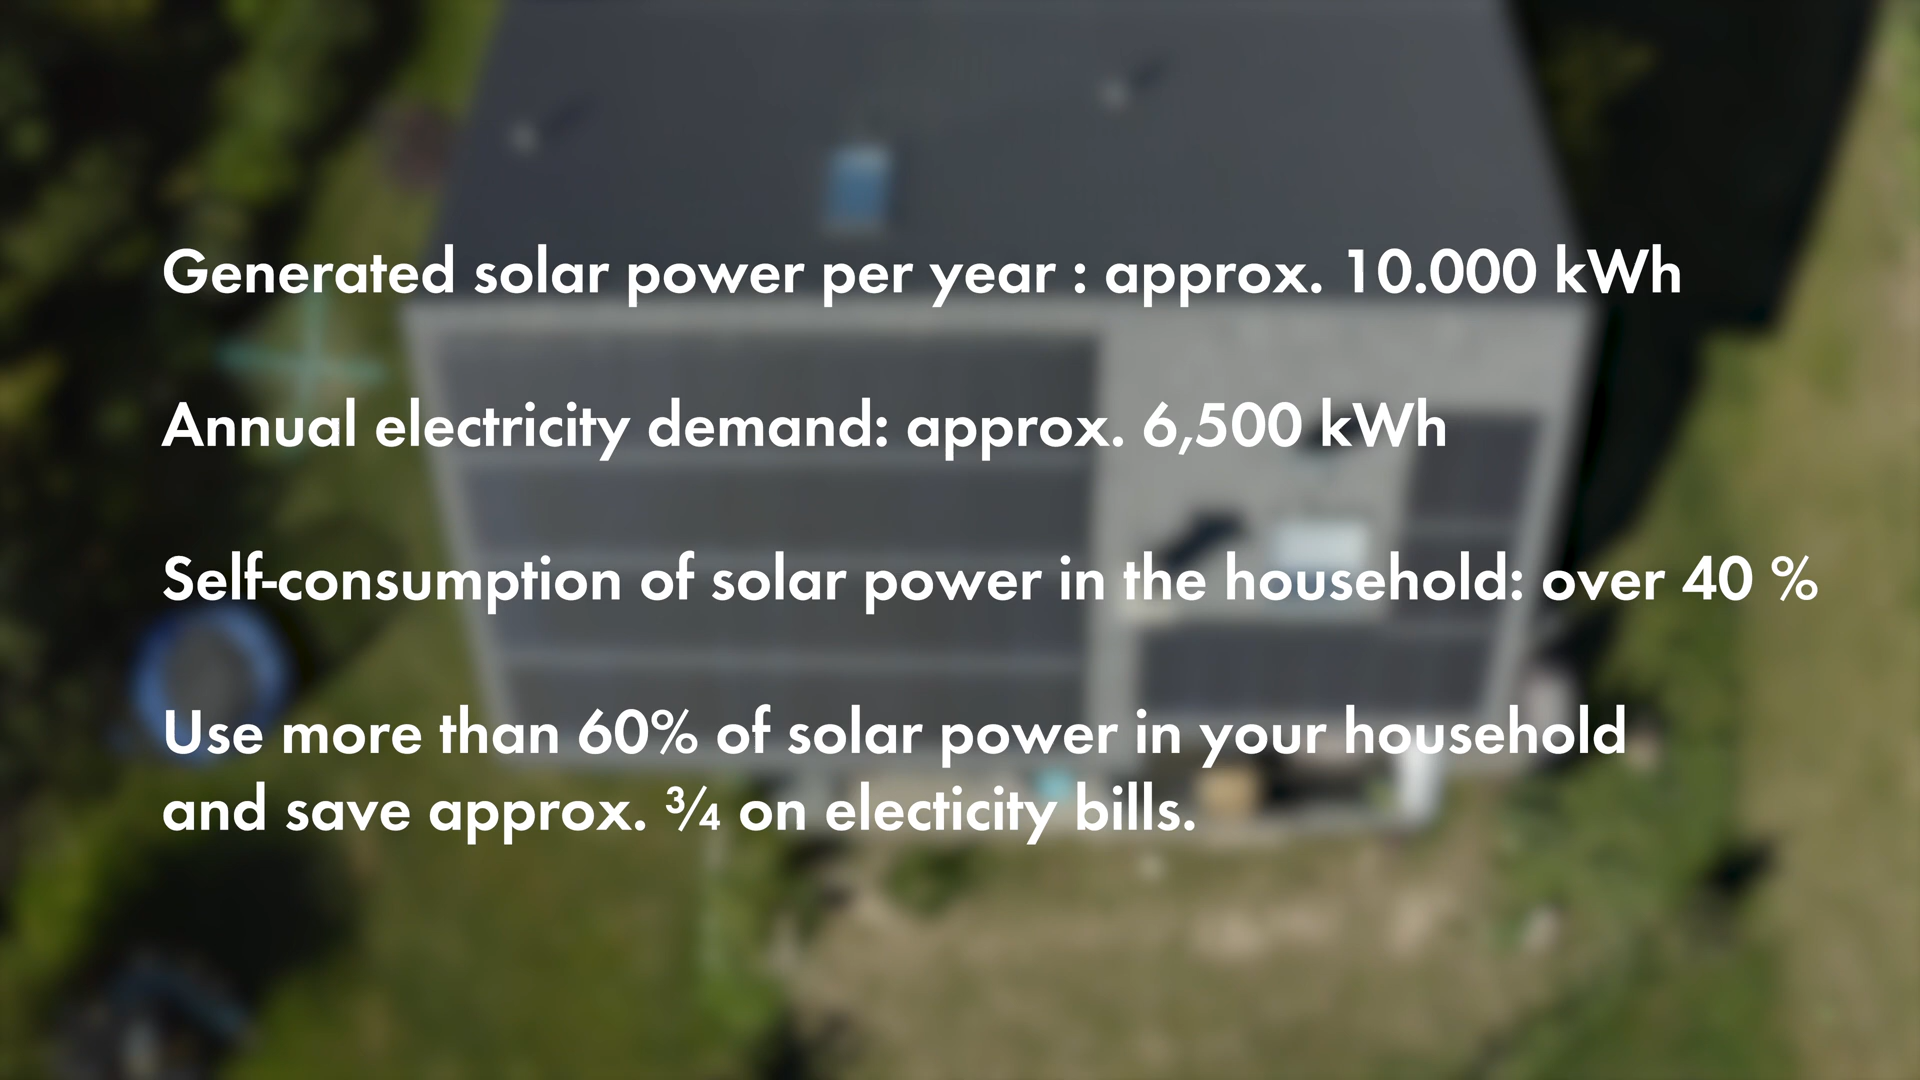 Generated solar power per year : approx. 10.000 kWh
Annual electricity demand: approx. 6,500 kWh
Self-consumption of solar power in the household: over 40 %
Use more than 60% of solar power in your household
and save approx. ¾ on electicity bills.